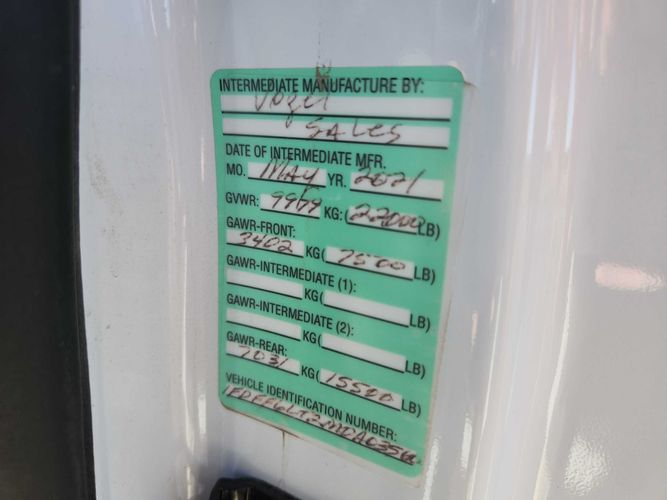 INTERMEDIATE MANUFACTURE BY:
Vogel
SALES
DATE OF INTERMEDIATE MFR.
MO. MAY YR. 2021
GVWR: 9979 KG: (22000 LB)
GAWR-FRONT:
3402 KG( 7500 LB)
GAWR-INTERMEDIATE (1):
KG( LB)
GAWR-INTERMEDIATE (2):
KG( LB)
GAWR-REAR:
7031 KG( 15500 LB)
VEHICLE IDENTIFICATION NUMBER: